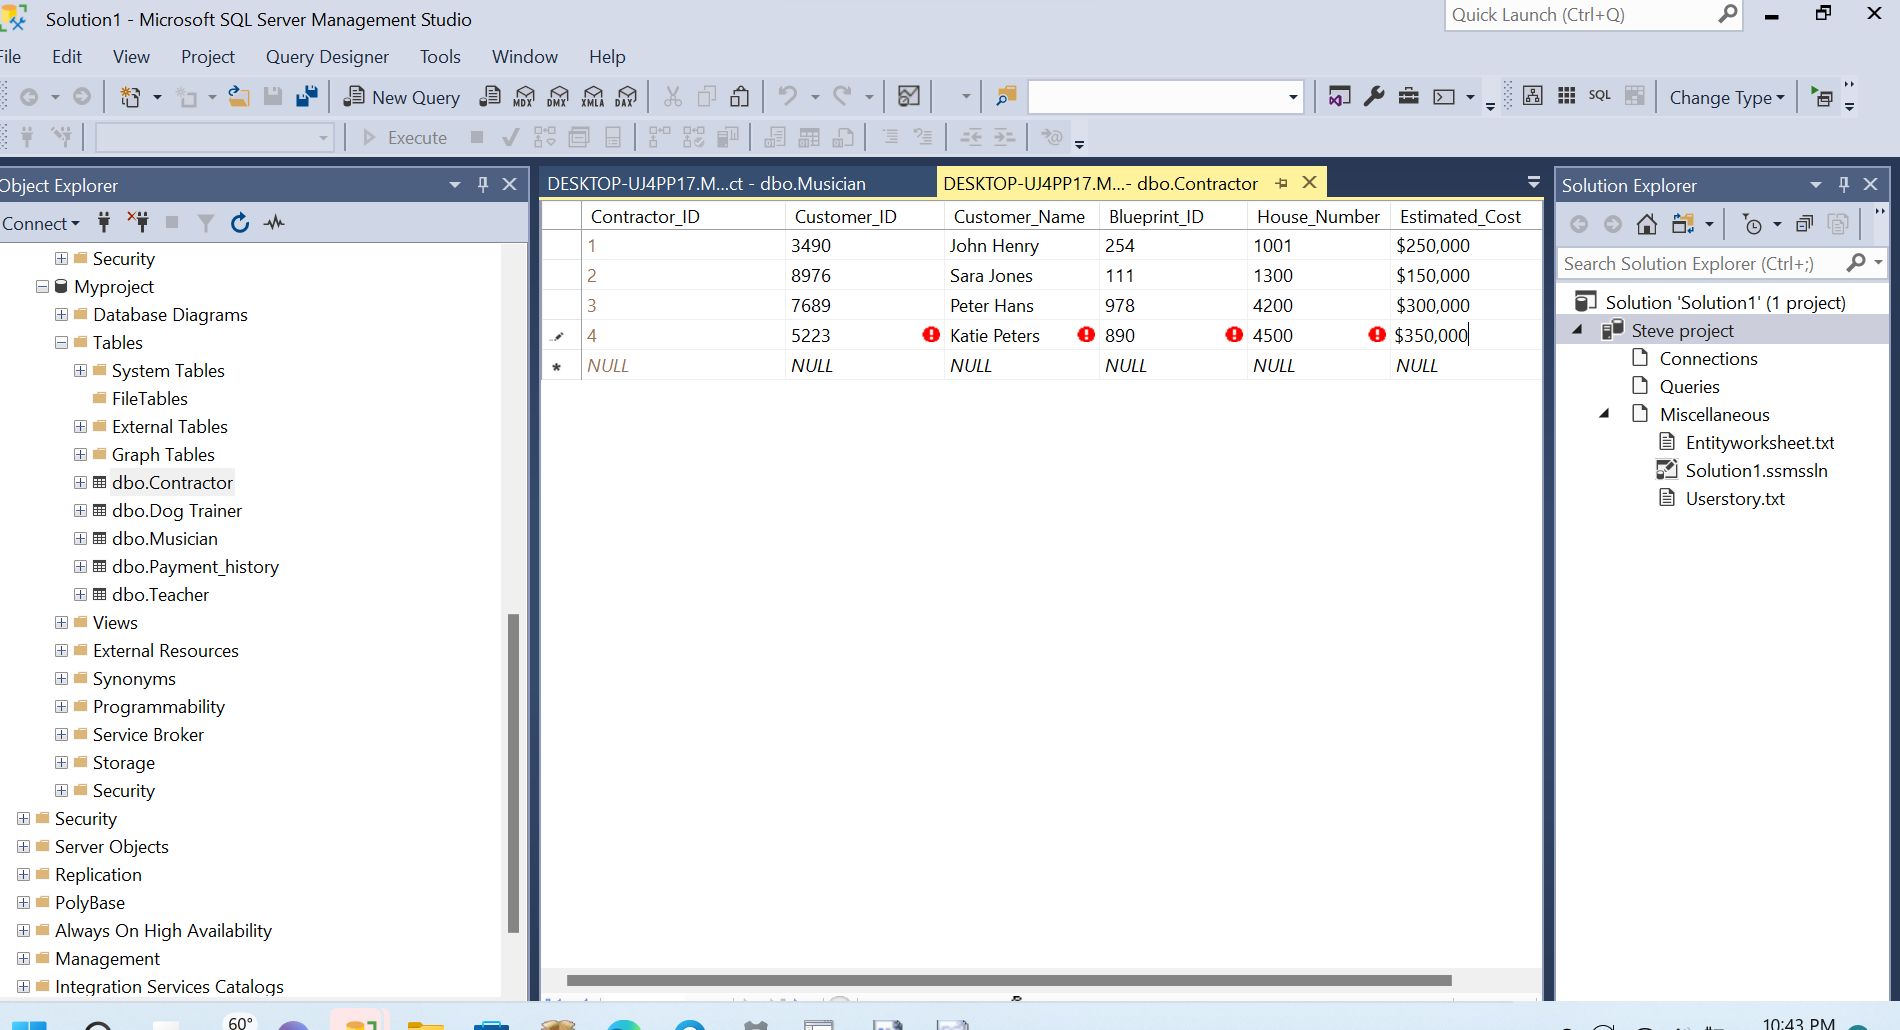 Solution1 - Microsoft SQL Server Management Studio
Quick Launch (Ctrl+Q)
File Edit View Project Query Designer Tools Window Help
New Query MDX DMX XMLA DAX SQL Change Type
Execute
Object Explorer
Connect
Security
Myproject
Database Diagrams
Tables
System Tables
FileTables
External Tables
Graph Tables
dbo.Contractor
dbo.Dog Trainer
dbo.Musician
dbo.Payment_history
dbo.Teacher
Views
External Resources
Synonyms
Programmability
Service Broker
Storage
Security
Security
Server Objects
Replication
PolyBase
Always On High Availability
Management
Integration Services Catalogs
DESKTOP-UJ4PP17.M...ct - dbo.Musician DESKTOP-UJ4PP17.M...- dbo.Contractor
Contractor_ID Customer_ID Customer_Name Blueprint_ID House_Number Estimated_Cost
1 3490 John Henry 254 1001 $250,000
2 8976 Sara Jones 111 1300 $150,000
3 7689 Peter Hans 978 4200 $300,000
4 5223 Katie Peters 890 4500 $350,000
NULL NULL NULL NULL NULL NULL
Solution Explorer
Search Solution Explorer (Ctrl+;)
Solution 'Solution1' (1 project)
Steve project
Connections
Queries
Miscellaneous
Entityworksheet.txt
Solution1.ssmssln
Userstory.txt
60°
10:43 PM